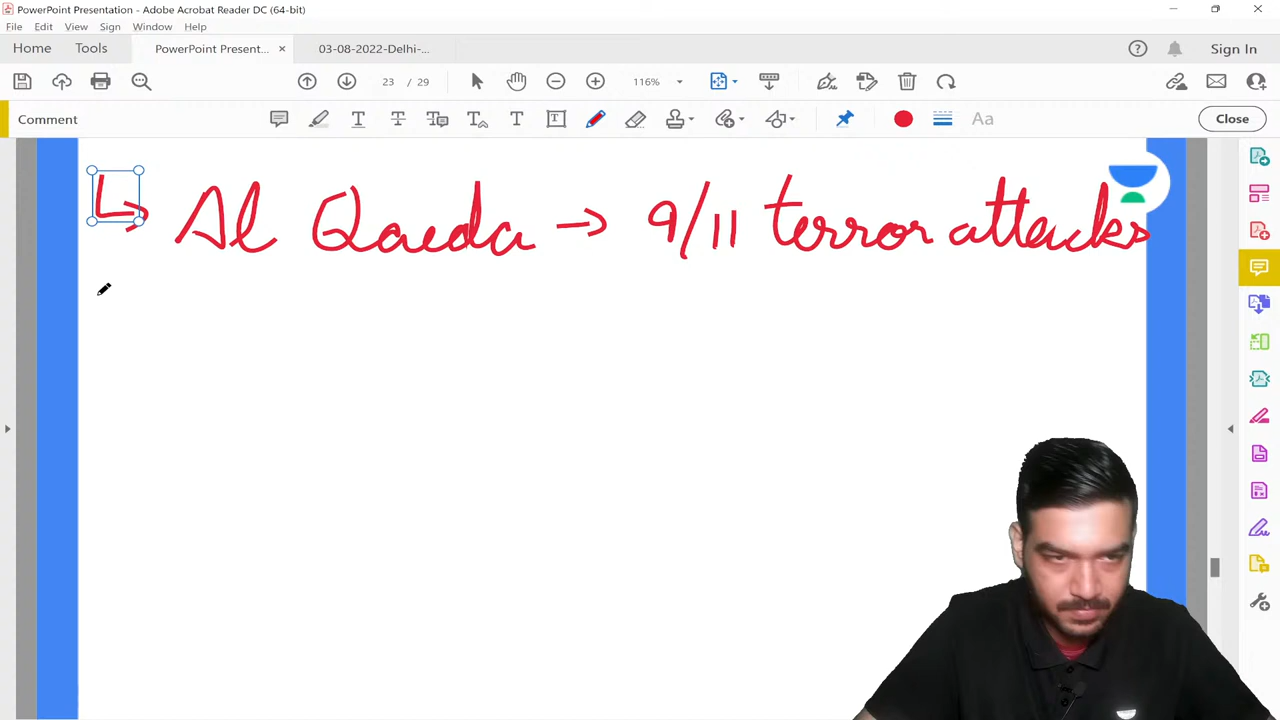 PowerPoint Presentation - Adobe Acrobat Reader DC (64-bit)
File Edit View Sign Window Help
Home Tools PowerPoint Present... × 03-08-2022-Delhi-... Sign In
23 / 29 116%
Comment Aa Close
↳ Al Qaeda → 9/11 terror attacks